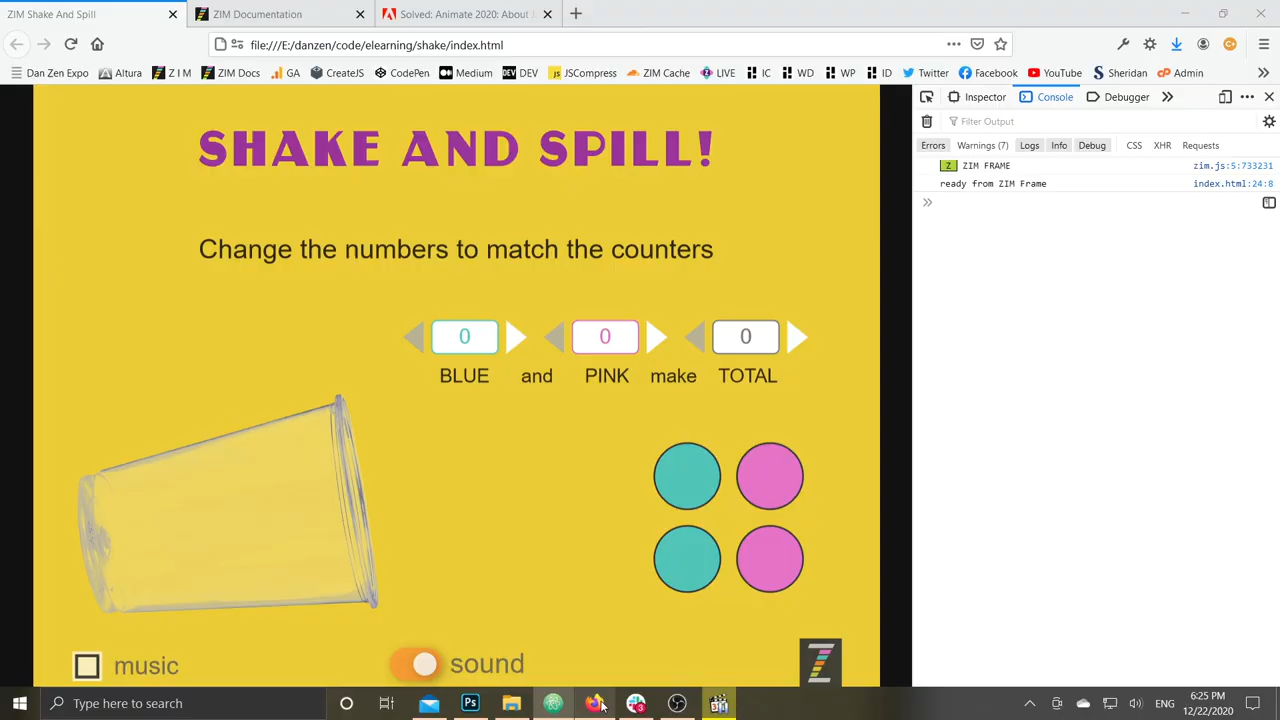 ZIM Shake And Spill
ZIM Documentation
Solved: Animate 2020: About
file:///E:/danzen/code/elearning/shake/index.html
Dan Zen Expo
Altura
Z I M
ZIM Docs
GA
CreateJS
CodePen
Medium
DEV
JSCompress
ZIM Cache
LIVE
IC
WD
WP
ID
Twitter
Facebook
YouTube
Sheridan
Admin
Inspector
Console
Debugger
Filter Output
Errors
Warnings (7)
Logs
Info
Debug
CSS
XHR
Requests
Z ZIM FRAME zim.js:5:733231
ready from ZIM Frame index.html:24:8
SHAKE AND SPILL!
Change the numbers to match the counters
0 0 0
BLUE and PINK make TOTAL
music
sound
Type here to search
Ps
3
ENG
6:25 PM
12/22/2020